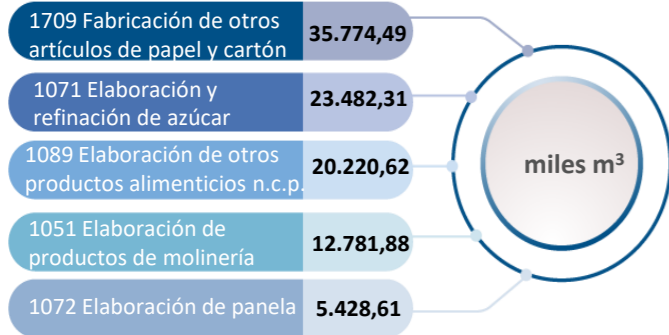 1709 Fabricación de otros
artículos de papel y cartón
35.774,49
1071 Elaboración y
refinación de azúcar
23.482,31
1089 Elaboración de otros
productos alimenticios n.c.p.
20.220,62
1051 Elaboración de
productos de molinería
12.781,88
1072 Elaboración de panela
5.428,61
miles m³